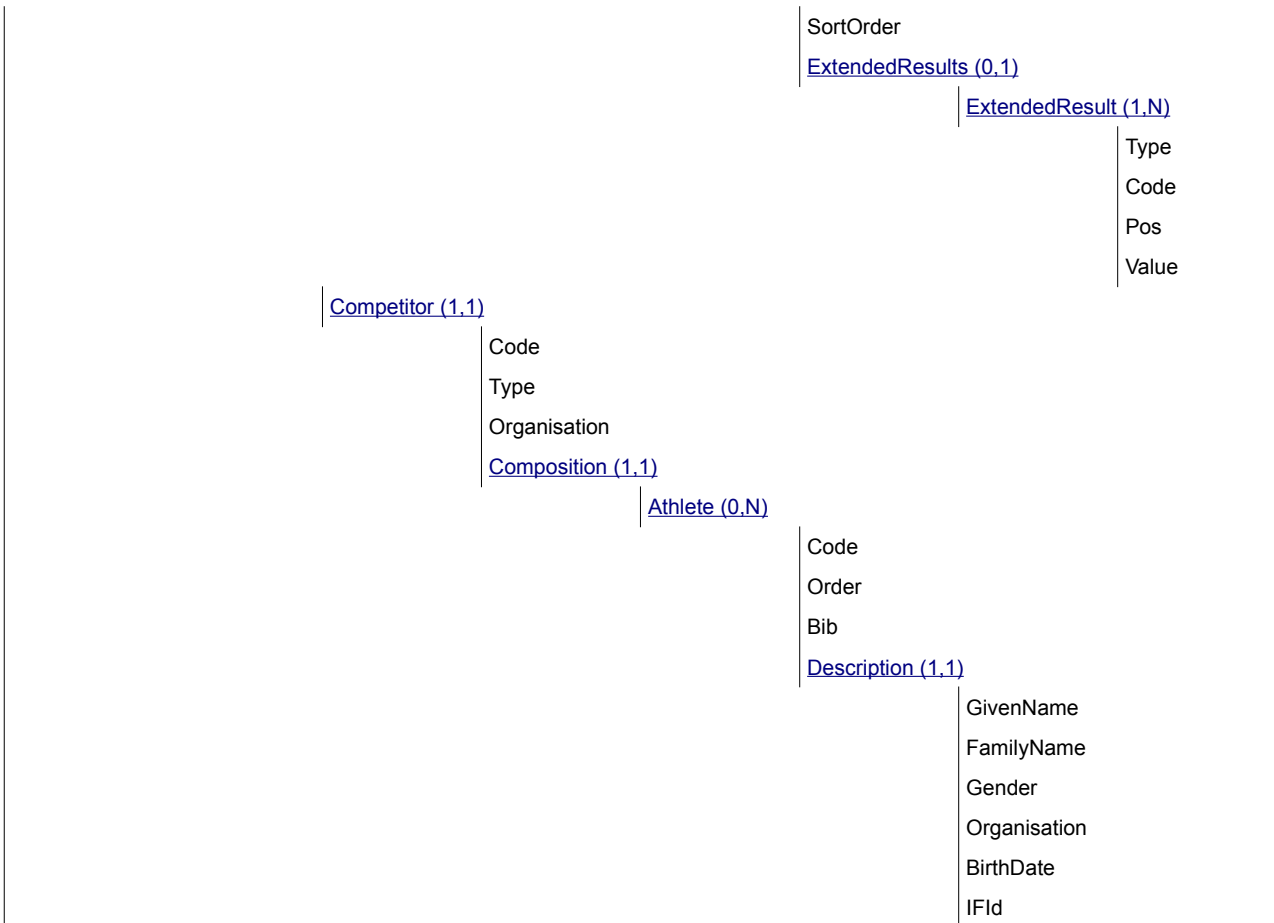 SortOrder
ExtendedResults (0,1)
ExtendedResult (1,N)
Type
Code
Pos
Value
Competitor (1,1)
Code
Type
Organisation
Composition (1,1)
Athlete (0,N)
Code
Order
Bib
Description (1,1)
GivenName
FamilyName
Gender
Organisation
BirthDate
IFId